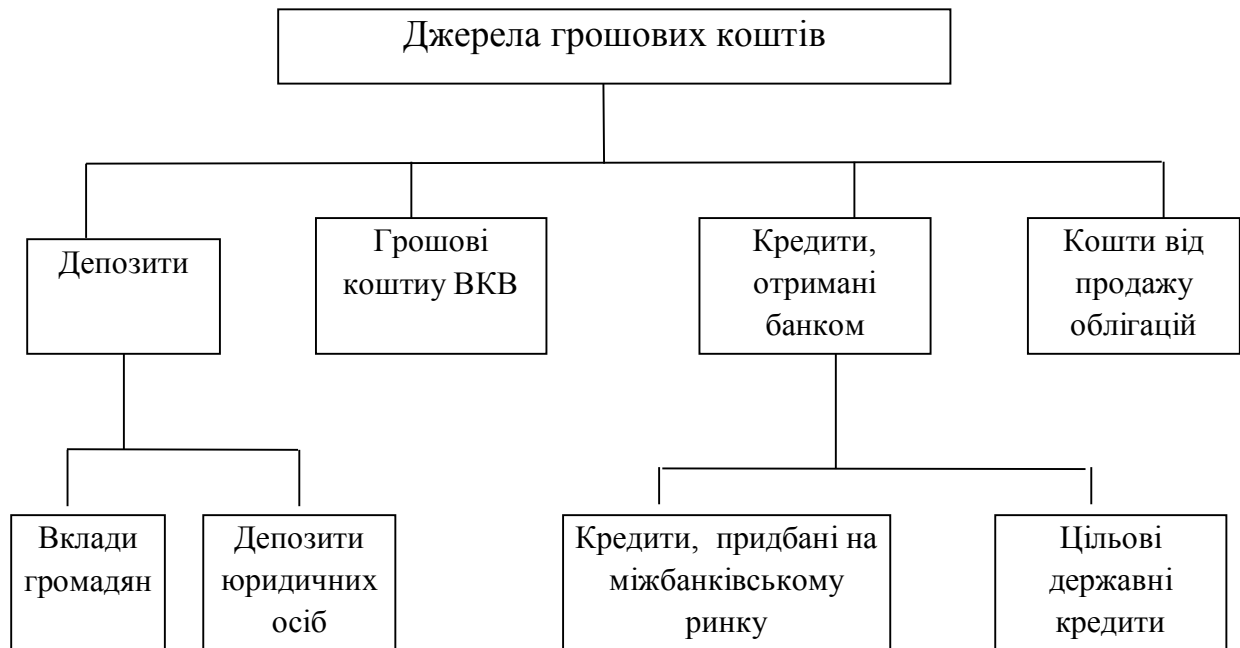 Джерела грошових коштів
Депозити
Грошові
коштиу ВКВ
Кредити,
отримані
банком
Кошти від
продажу
облігацій
Вклади
громадян
Депозити
юридичних
осіб
Кредити, придбані на
міжбанківському
ринку
Цільові
державні
кредити